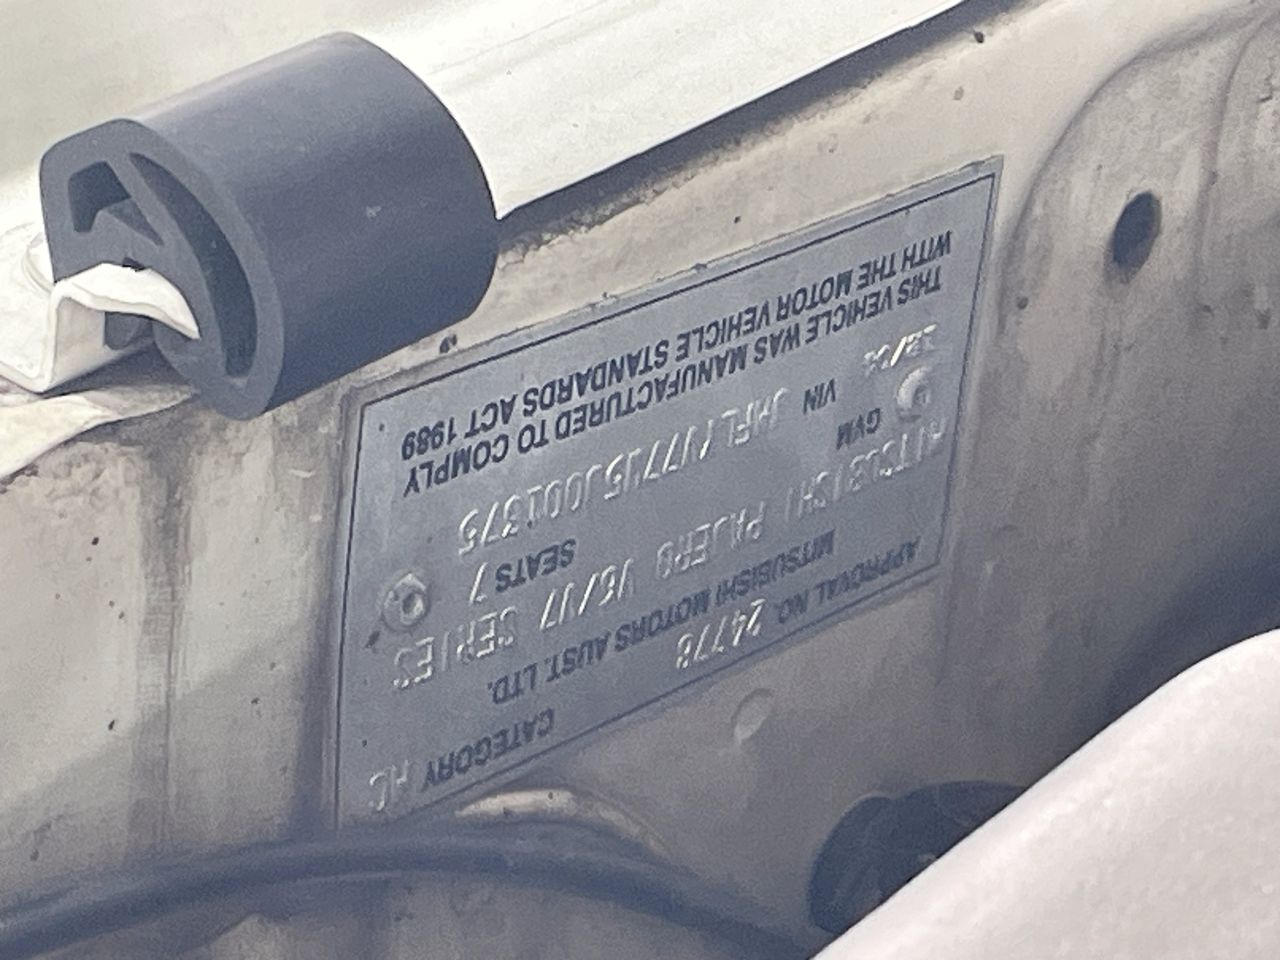 APPROVAL NO. 24778 CATEGORY MC
MITSUBISHI MOTORS AUST. LTD.
MITSUBISHI PAJERO V6/V7 SERIES
GVM SEATS 7
VIN
THIS VEHICLE WAS MANUFACTURED TO COMPLY
WITH THE MOTOR VEHICLE STANDARDS ACT 1989